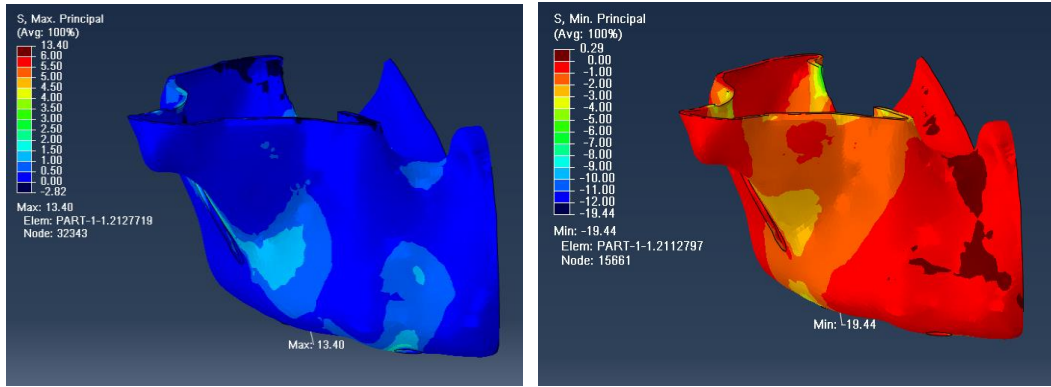 S, Max. Principal
(Avg: 100%)
13.40
6.00
5.50
5.00
4.50
4.00
3.50
3.00
2.50
2.00
1.50
1.00
0.50
0.00
-2.82
Max: 13.40
Elem: PART-1-1.2127719
Node: 32343
Max: 13.40
S, Min. Principal
(Avg: 100%)
0.29
0.00
-1.00
-2.00
-3.00
-4.00
-5.00
-6.00
-7.00
-8.00
-9.00
-10.00
-11.00
-12.00
-19.44
Min: -19.44
Elem: PART-1-1.2112797
Node: 15661
Min: -19.44